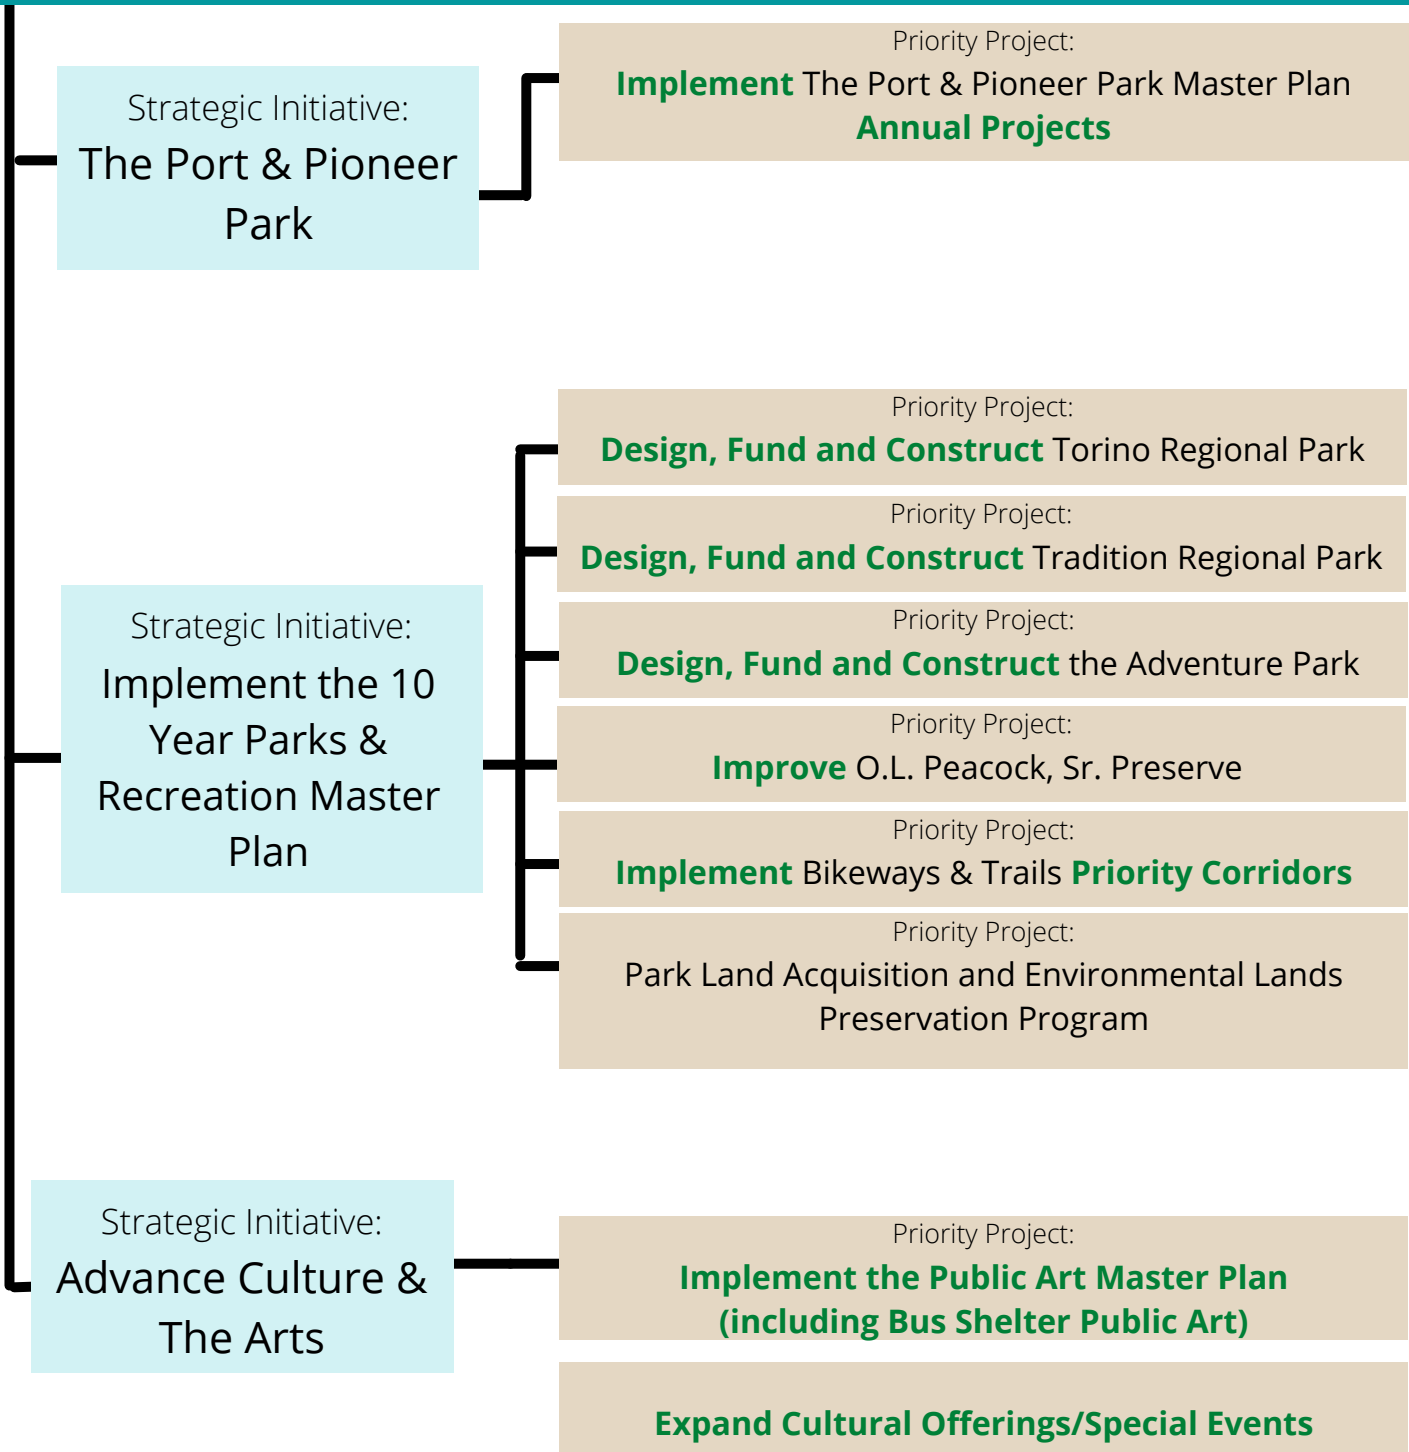 Strategic Initiative:
The Port & Pioneer
Park
Priority Project:
Implement The Port & Pioneer Park Master Plan
Annual Projects
Strategic Initiative:
Implement the 10
Year Parks &
Recreation Master
Plan
Priority Project:
Design, Fund and Construct Torino Regional Park
Priority Project:
Design, Fund and Construct Tradition Regional Park
Priority Project:
Design, Fund and Construct the Adventure Park
Priority Project:
Improve O.L. Peacock, Sr. Preserve
Priority Project:
Implement Bikeways & Trails Priority Corridors
Priority Project:
Park Land Acquisition and Environmental Lands
Preservation Program
Strategic Initiative:
Advance Culture &
The Arts
Priority Project:
Implement the Public Art Master Plan
(including Bus Shelter Public Art)
Expand Cultural Offerings/Special Events